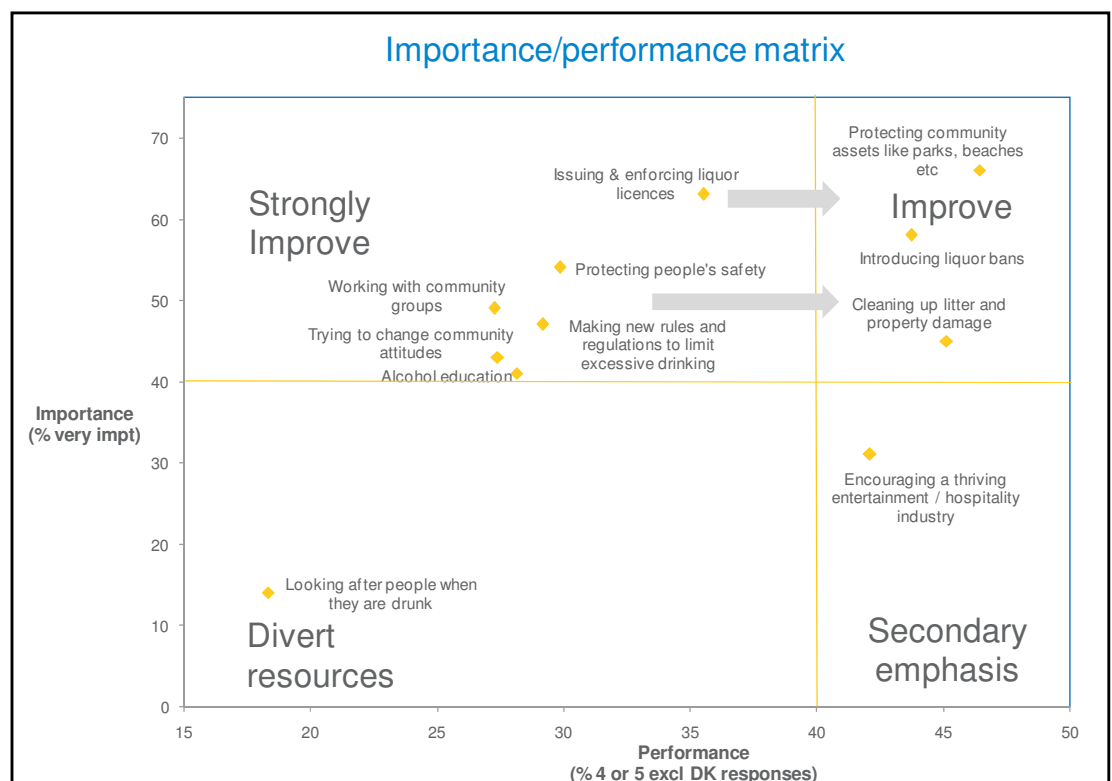 Importance/performance matrix
70
60
50
40
30
20
10
0
Importance
(% very impt)
Strongly
Improve
Issuing & enforcing liquor
licences
Protecting people's safety
Working with community
groups
Making new rules and
regulations to limit
excessive drinking
Trying to change community
attitudes
Alcohol education
Protecting community
assets like parks, beaches
etc
Improve
Introducing liquor bans
Cleaning up litter and
property damage
Encouraging a thriving
entertainment / hospitality
industry
Looking after people when
they are drunk
Divert
resources
Secondary
emphasis
15
20
25
30
35
40
45
50
Performance
(% 4 or 5 excl DK responses)